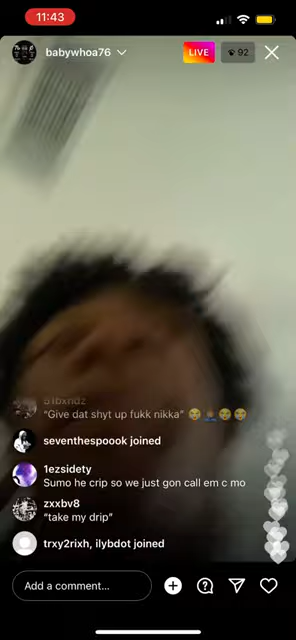 11:43
babywhoa76
LIVE
92
51bxndz
"Give dat shyt up fukk nikka" 😂🤦🏾‍♂️😂😂
seventhespoook joined
1ezsidety
Sumo he crip so we just gon call em c mo
zxxbv8
"take my drip"
trxy2rixh, ilybdot joined
Add a comment…